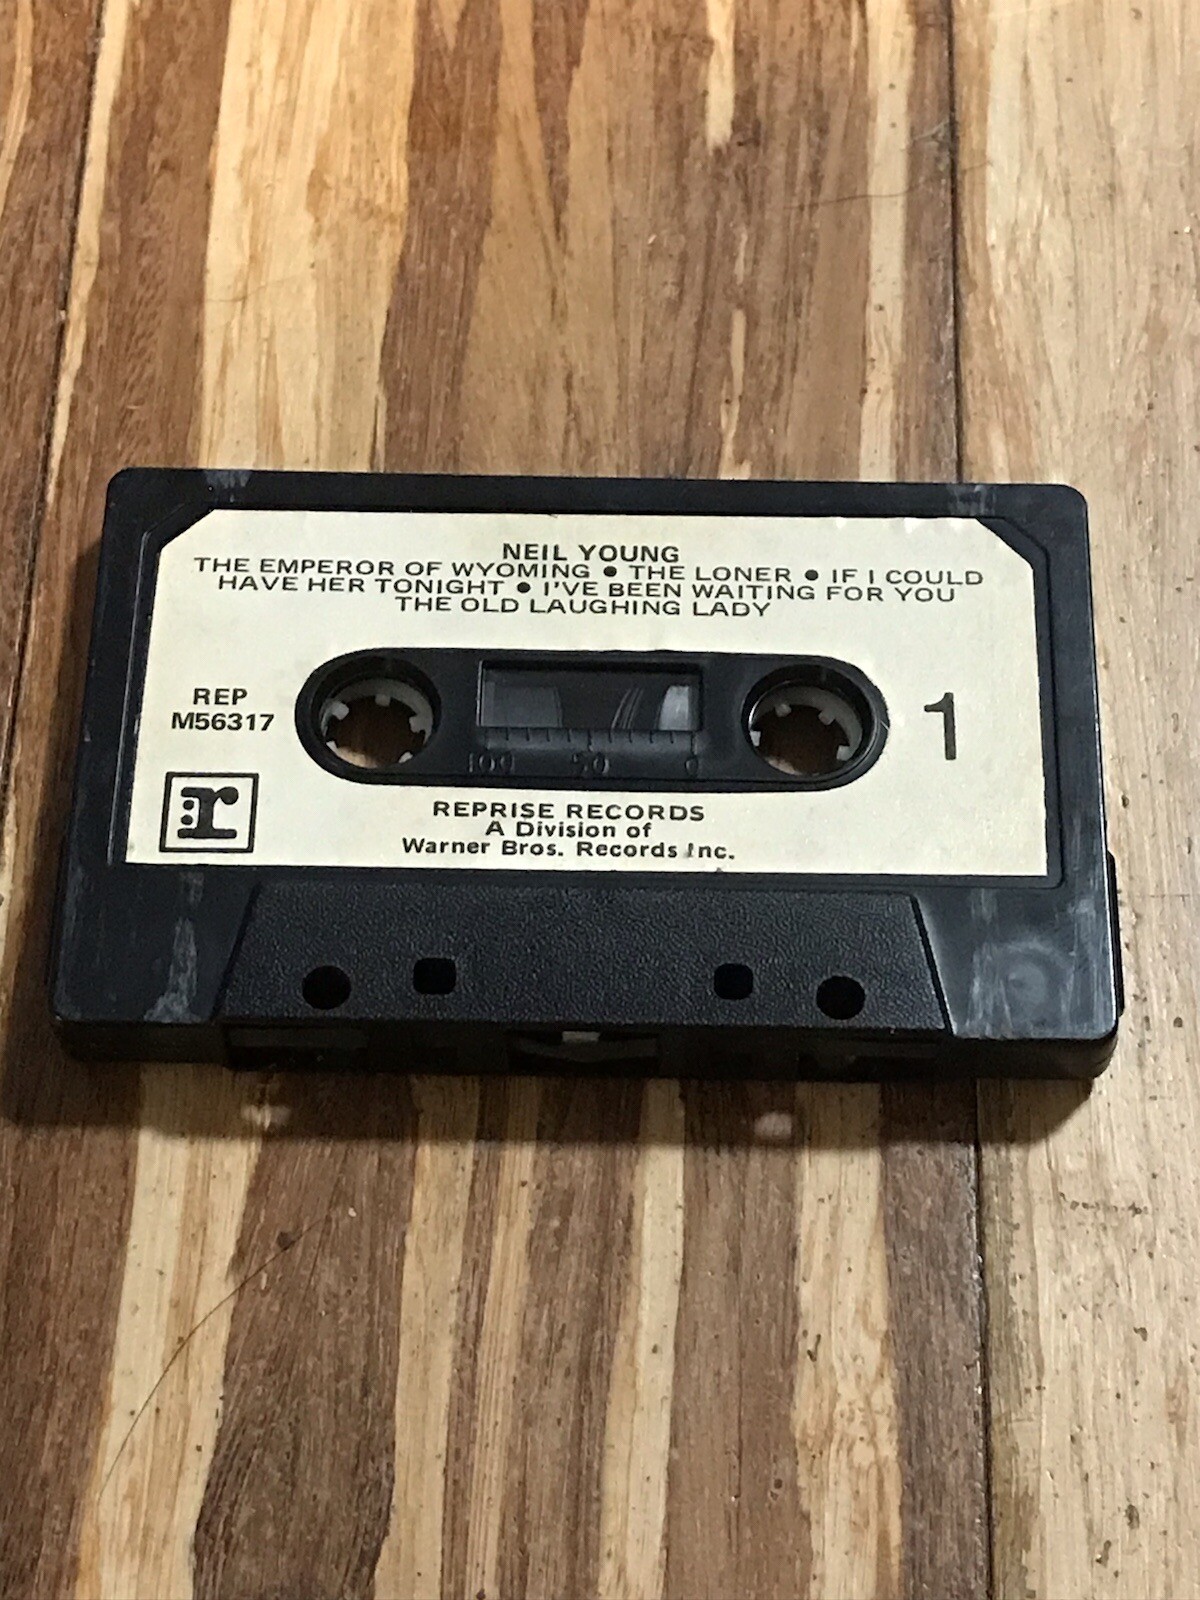 NEIL YOUNG
THE EMPEROR OF WYOMING • THE LONER • IF I COULD
HAVE HER TONIGHT • I'VE BEEN WAITING FOR YOU
THE OLD LAUGHING LADY
REP
M56317
1
100 50 0
:r
REPRISE RECORDS
A Division of
Warner Bros. Records Inc.